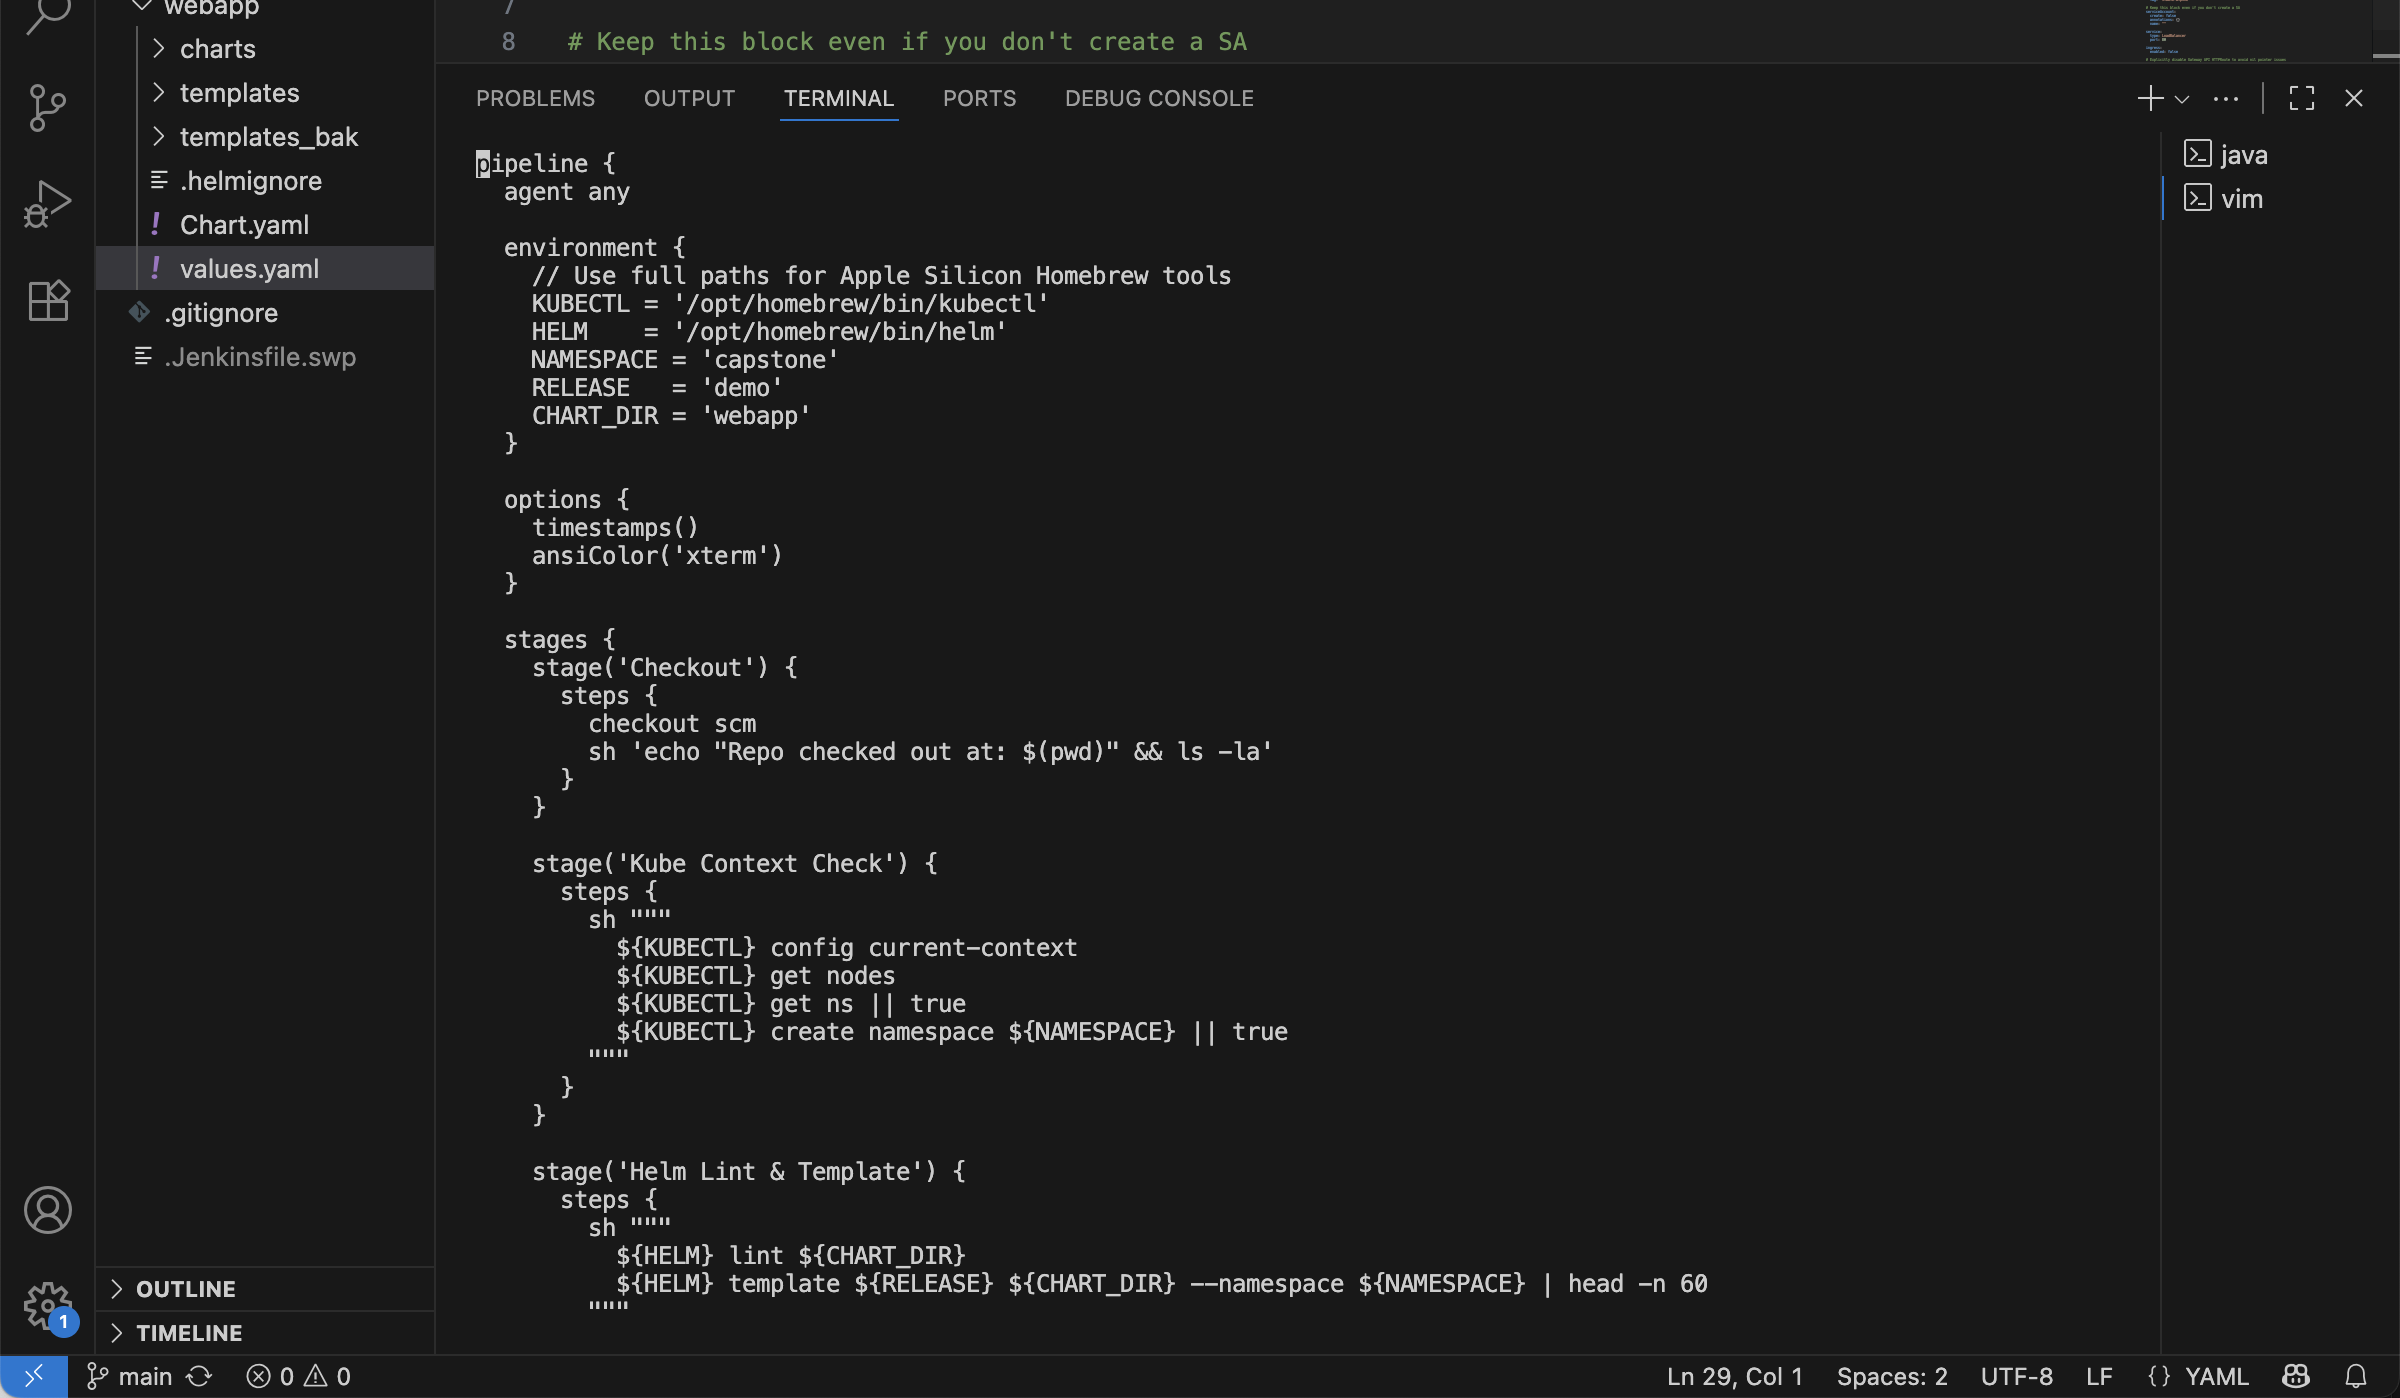 webapp
charts
templates
templates_bak
.helmignore
! Chart.yaml
! values.yaml
.gitignore
.Jenkinsfile.swp
OUTLINE
TIMELINE
7
8 # Keep this block even if you don't create a SA
PROBLEMS OUTPUT TERMINAL PORTS DEBUG CONSOLE
pipeline {
  agent any

  environment {
    // Use full paths for Apple Silicon Homebrew tools
    KUBECTL = '/opt/homebrew/bin/kubectl'
    HELM    = '/opt/homebrew/bin/helm'
    NAMESPACE = 'capstone'
    RELEASE   = 'demo'
    CHART_DIR = 'webapp'
  }

  options {
    timestamps()
    ansiColor('xterm')
  }

  stages {
    stage('Checkout') {
      steps {
        checkout scm
        sh 'echo "Repo checked out at: $(pwd)" && ls -la'
      }
    }

    stage('Kube Context Check') {
      steps {
        sh """
          ${KUBECTL} config current-context
          ${KUBECTL} get nodes
          ${KUBECTL} get ns || true
          ${KUBECTL} create namespace ${NAMESPACE} || true
        """
      }
    }

    stage('Helm Lint & Template') {
      steps {
        sh """
          ${HELM} lint ${CHART_DIR}
          ${HELM} template ${RELEASE} ${CHART_DIR} --namespace ${NAMESPACE} | head -n 60
        """
java
vim
1
main 0 0 Ln 29, Col 1 Spaces: 2 UTF-8 LF {} YAML